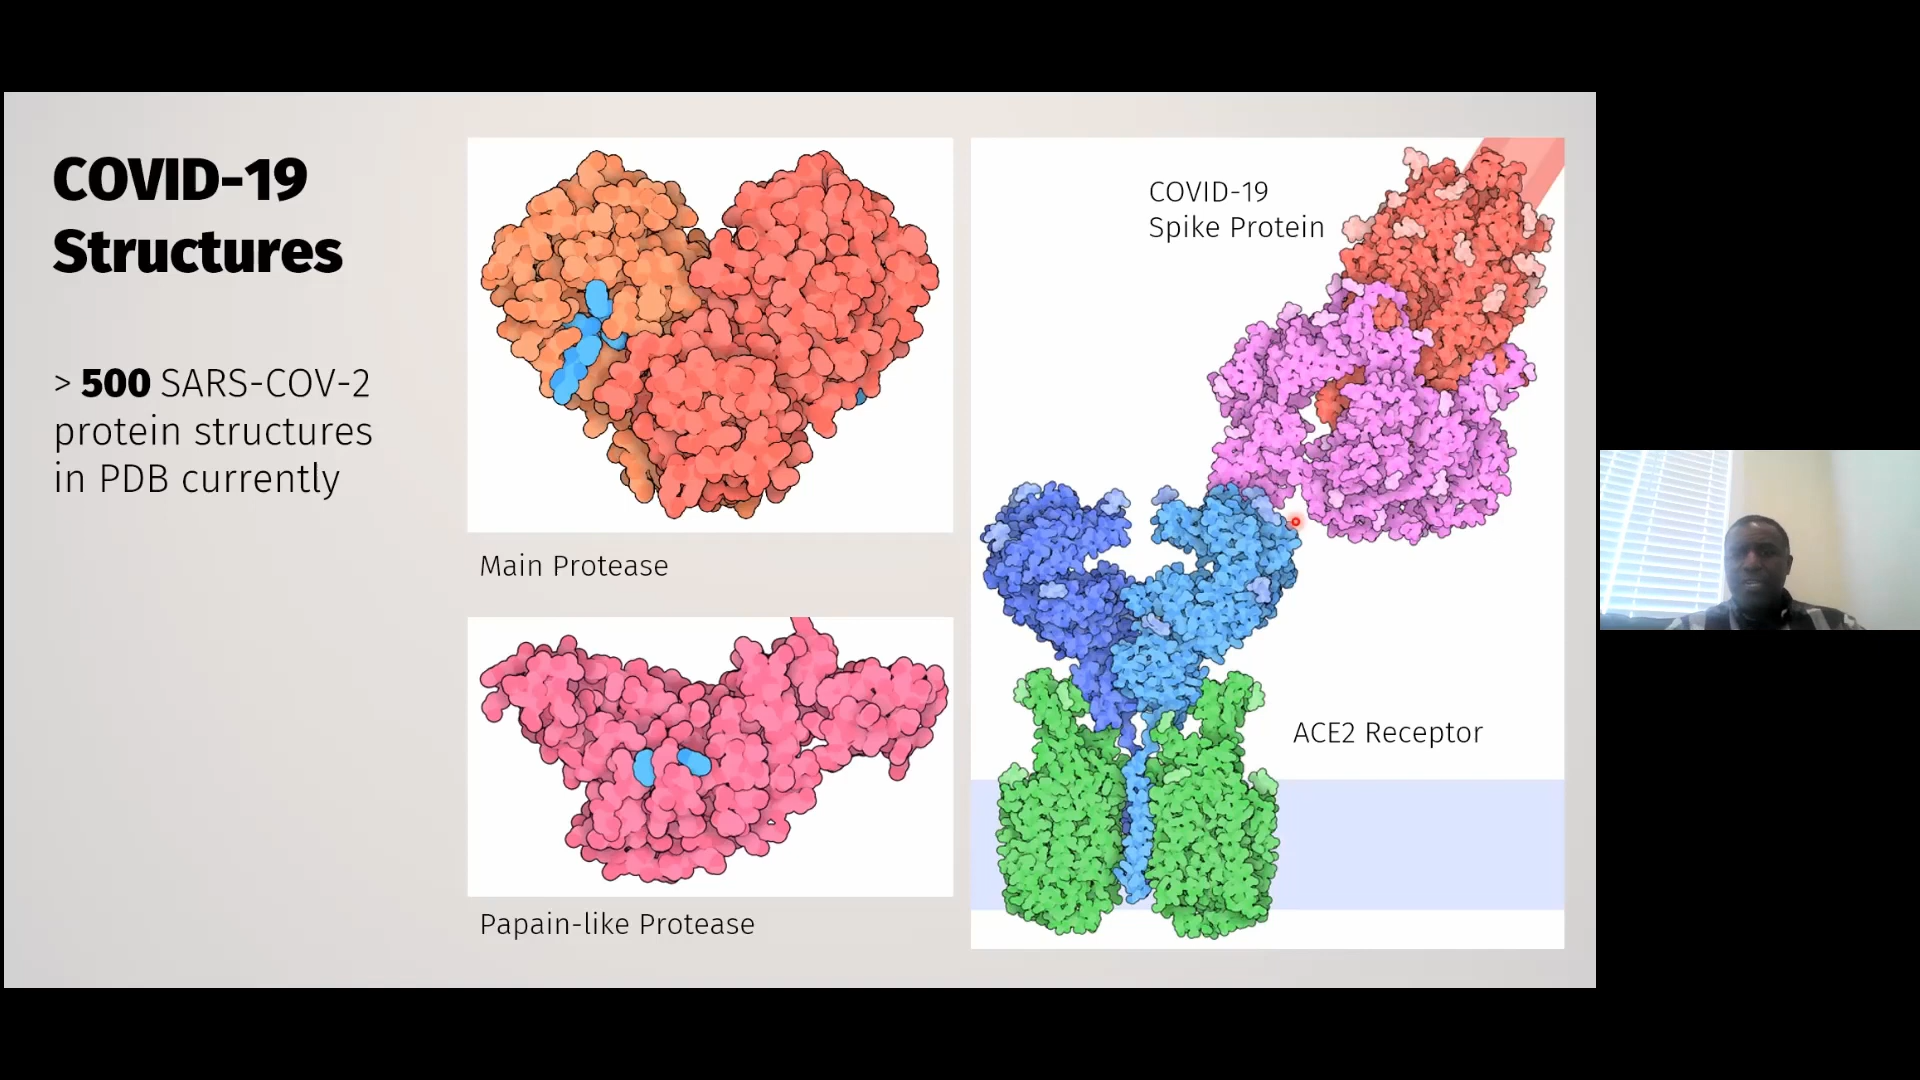 COVID-19
Structures
> 500 SARS-COV-2
protein structures
in PDB currently
Main Protease
Papain-like Protease
COVID-19
Spike Protein
ACE2 Receptor